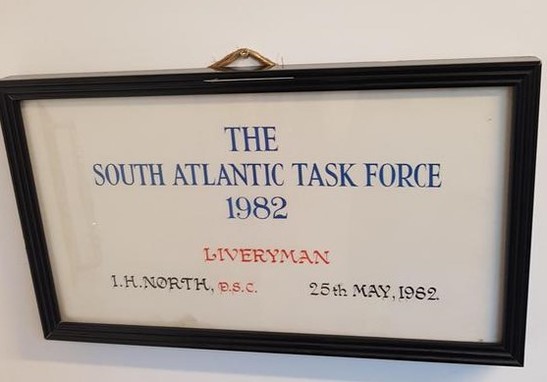 THE
SOUTH ATLANTIC TASK FORCE
1982
LIVERYMAN
I.H.NORTH, D.S.C. 25th MAY, 1982.